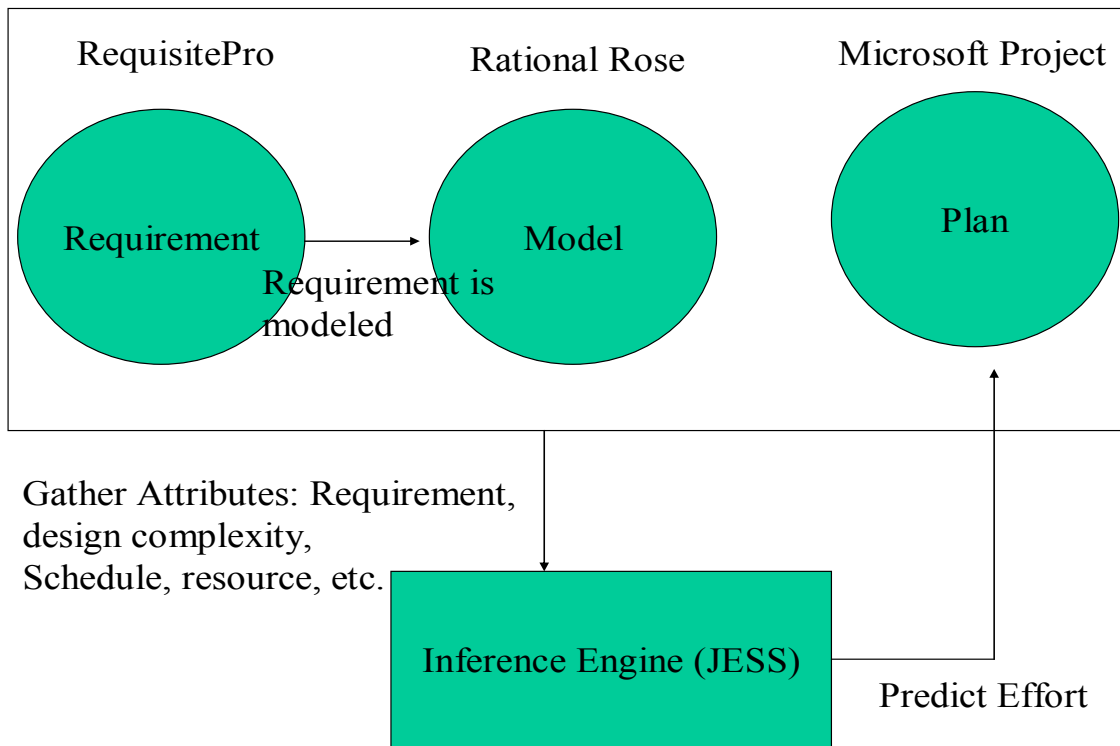 RequisitePro
Rational Rose
Microsoft Project
Requirement
Model
Plan
Requirement is
modeled
Gather Attributes: Requirement,
design complexity,
Schedule, resource, etc.
Inference Engine (JESS)
Predict Effort